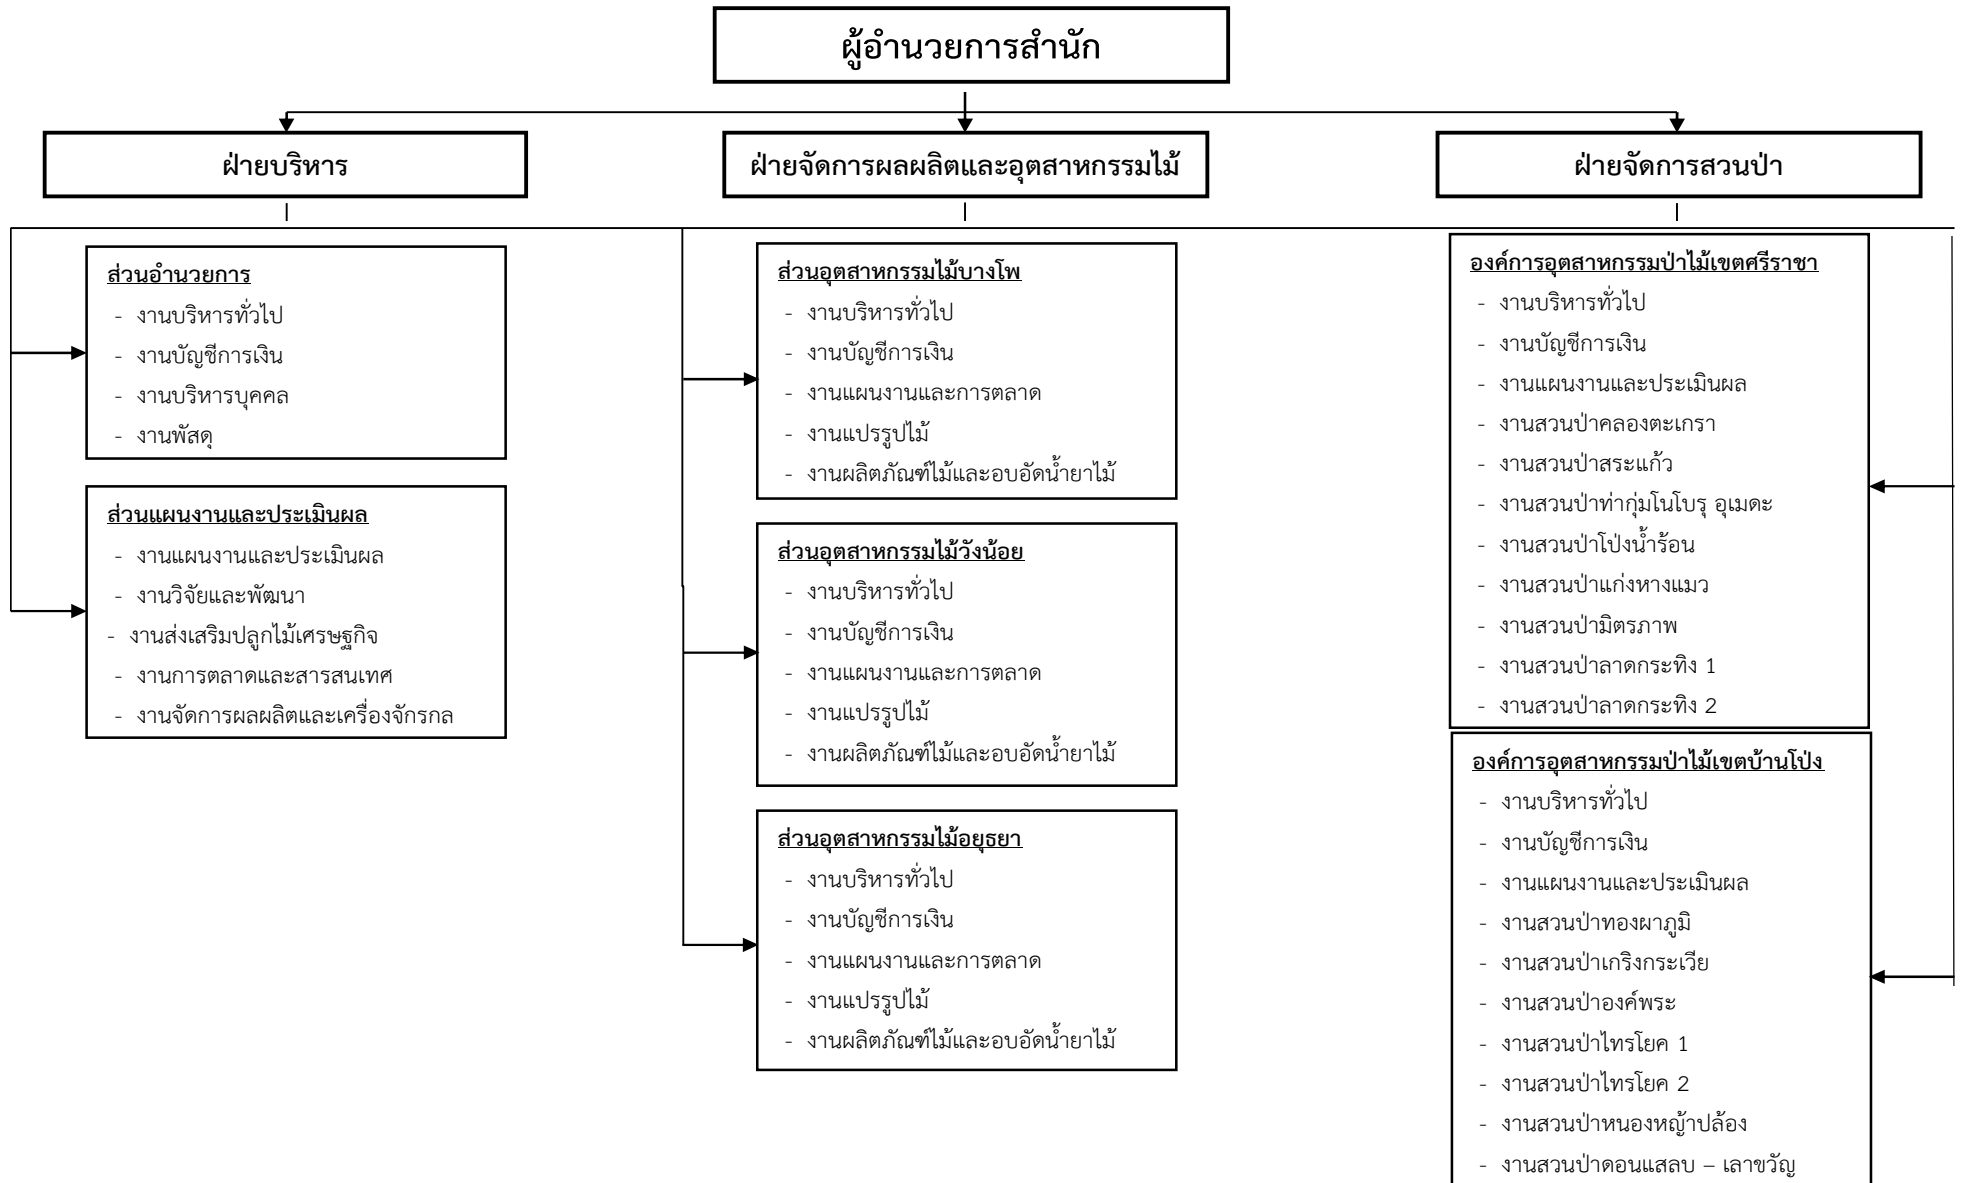 ผู้อำนวยการสำนัก
ฝ่ายบริหาร
ฝ่ายจัดการผลผลิตและอุตสาหกรรมไม้
ฝ่ายจัดการสวนป่า
ส่วนอำนวยการ
- งานบริหารทั่วไป
- งานบัญชีการเงิน
- งานบริหารบุคคล
- งานพัสดุ
ส่วนแผนงานและประเมินผล
- งานแผนงานและประเมินผล
- งานวิจัยและพัฒนา
- งานส่งเสริมปลูกไม้เศรษฐกิจ
- งานการตลาดและสารสนเทศ
- งานจัดการผลผลิตและเครื่องจักรกล
ส่วนอุตสาหกรรมไม้บางโพ
- งานบริหารทั่วไป
- งานบัญชีการเงิน
- งานแผนงานและการตลาด
- งานแปรรูปไม้
- งานผลิตภัณฑ์ไม้และอบอัดน้ำยาไม้
ส่วนอุตสาหกรรมไม้วังน้อย
- งานบริหารทั่วไป
- งานบัญชีการเงิน
- งานแผนงานและการตลาด
- งานแปรรูปไม้
- งานผลิตภัณฑ์ไม้และอบอัดน้ำยาไม้
ส่วนอุตสาหกรรมไม้อยุธยา
- งานบริหารทั่วไป
- งานบัญชีการเงิน
- งานแผนงานและการตลาด
- งานแปรรูปไม้
- งานผลิตภัณฑ์ไม้และอบอัดน้ำยาไม้
องค์การอุตสาหกรรมป่าไม้เขตศรีราชา
- งานบริหารทั่วไป
- งานบัญชีการเงิน
- งานแผนงานและประเมินผล
- งานสวนป่าคลองตะเกรา
- งานสวนป่าสระแก้ว
- งานสวนป่าท่ากุ่มโนโบรุ อุเมดะ
- งานสวนป่าโป่งน้ำร้อน
- งานสวนป่าแก่งหางแมว
- งานสวนป่ามิตรภาพ
- งานสวนป่าลาดกระทิง 1
- งานสวนป่าลาดกระทิง 2
องค์การอุตสาหกรรมป่าไม้เขตบ้านโป่ง
- งานบริหารทั่วไป
- งานบัญชีการเงิน
- งานแผนงานและประเมินผล
- งานสวนป่าทองผาภูมิ
- งานสวนป่าเกริงกระเวีย
- งานสวนป่าองค์พระ
- งานสวนป่าไทรโยค 1
- งานสวนป่าไทรโยค 2
- งานสวนป่าหนองหญ้าปล้อง
- งานสวนป่าดอนแสลบ – เลาขวัญ